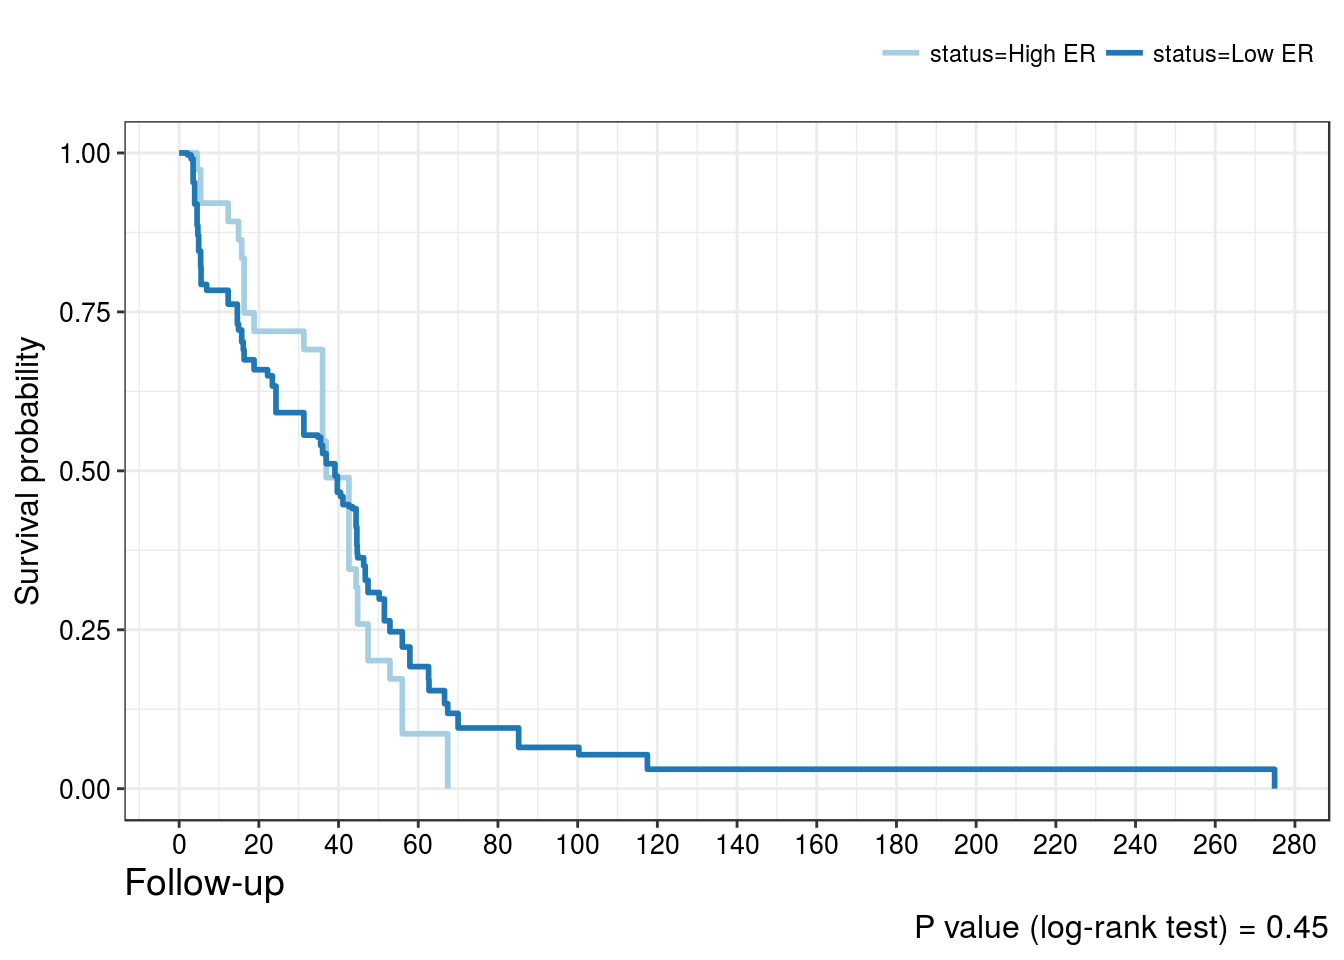 status=High ER status=Low ER
1.00
0.75
0.50
0.25
0.00
Survival probability
0 20 40 60 80 100 120 140 160 180 200 220 240 260 280
Follow-up
P value (log-rank test) = 0.45